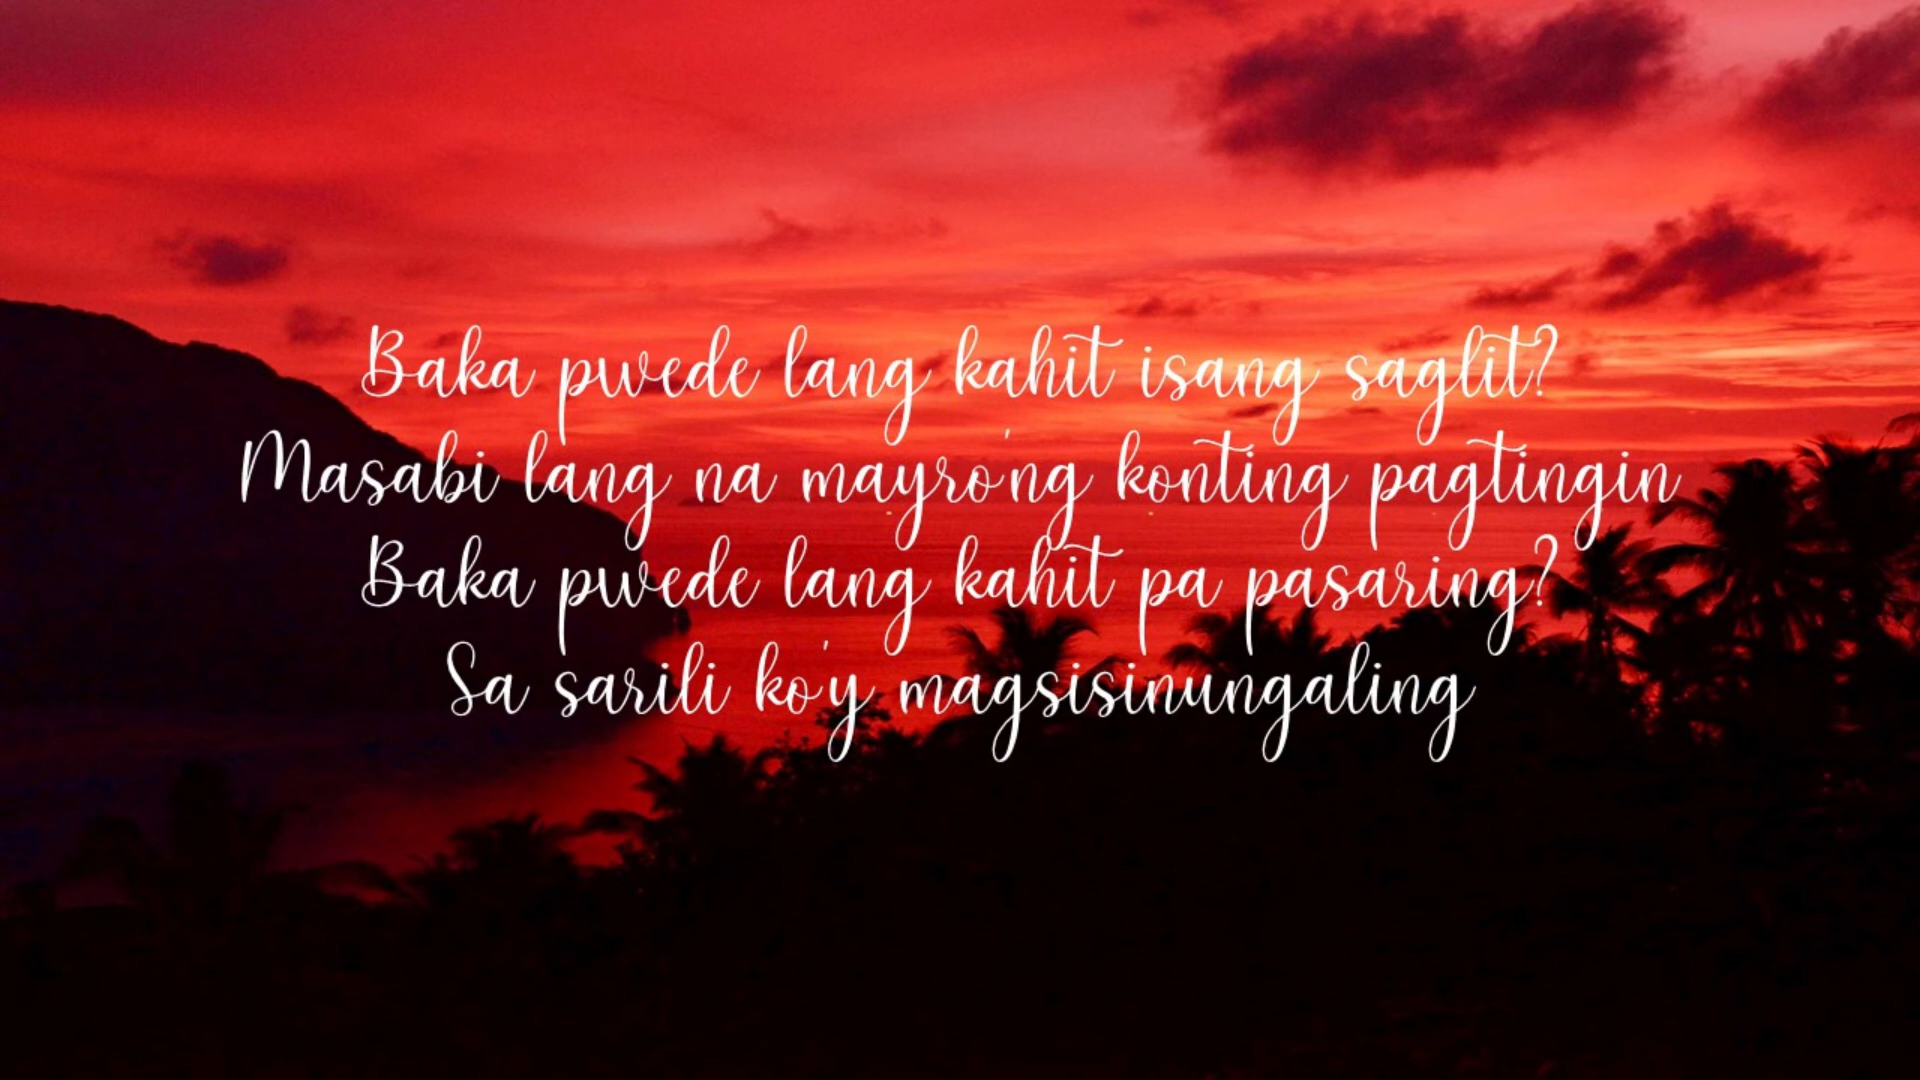 Baka pwede lang kahit isang saglit?
Masabi lang na mayro'ng konting pagtingin
Baka pwede lang kahit pa pasaring?
Sa sarili ko'y magsisinungaling